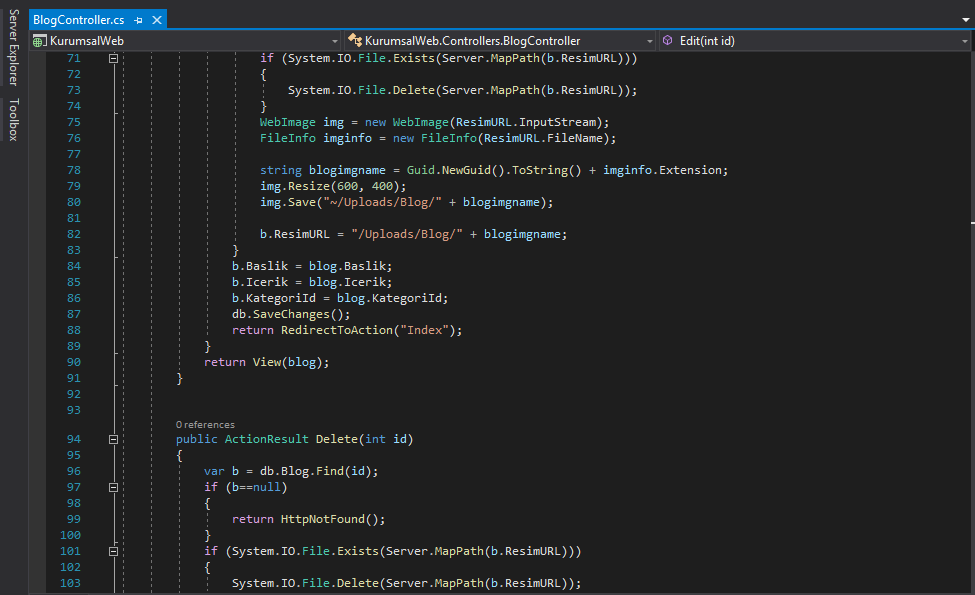 Server Explorer
Toolbox
BlogController.cs
KurumsalWeb KurumsalWeb.Controllers.BlogController Edit(int id)
71 if (System.IO.File.Exists(Server.MapPath(b.ResimURL)))
72 {
73 System.IO.File.Delete(Server.MapPath(b.ResimURL));
74 }
75 WebImage img = new WebImage(ResimURL.InputStream);
76 FileInfo imginfo = new FileInfo(ResimURL.FileName);
77
78 string blogimgname = Guid.NewGuid().ToString() + imginfo.Extension;
79 img.Resize(600, 400);
80 img.Save("~/Uploads/Blog/" + blogimgname);
81
82 b.ResimURL = "/Uploads/Blog/" + blogimgname;
83 }
84 b.Baslik = blog.Baslik;
85 b.Icerik = blog.Icerik;
86 b.KategoriId = blog.KategoriId;
87 db.SaveChanges();
88 return RedirectToAction("Index");
89 }
90 return View(blog);
91 }
92
93
0 references
94 public ActionResult Delete(int id)
95 {
96 var b = db.Blog.Find(id);
97 if (b==null)
98 {
99 return HttpNotFound();
100 }
101 if (System.IO.File.Exists(Server.MapPath(b.ResimURL)))
102 {
103 System.IO.File.Delete(Server.MapPath(b.ResimURL));